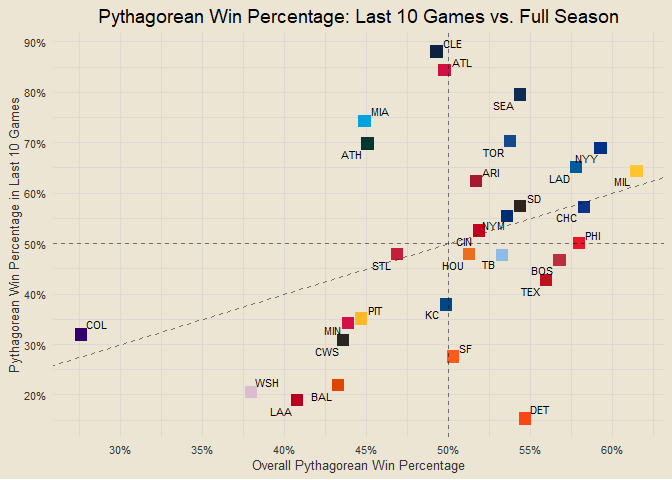 Pythagorean Win Percentage: Last 10 Games vs. Full Season
Pythagorean Win Percentage in Last 10 Games
90%
80%
70%
60%
50%
40%
30%
20%
CLE
ATL
SEA
MIA
TOR
ATH
NYY
LAD
ARI
MIL
SD
CHC
NYM
CIN
PHI
STL
HOU
TB
BOS
TEX
KC
PIT
MIN
COL
CWS
SF
WSH
BAL
LAA
DET
30%
35%
40%
45%
50%
55%
60%
Overall Pythagorean Win Percentage